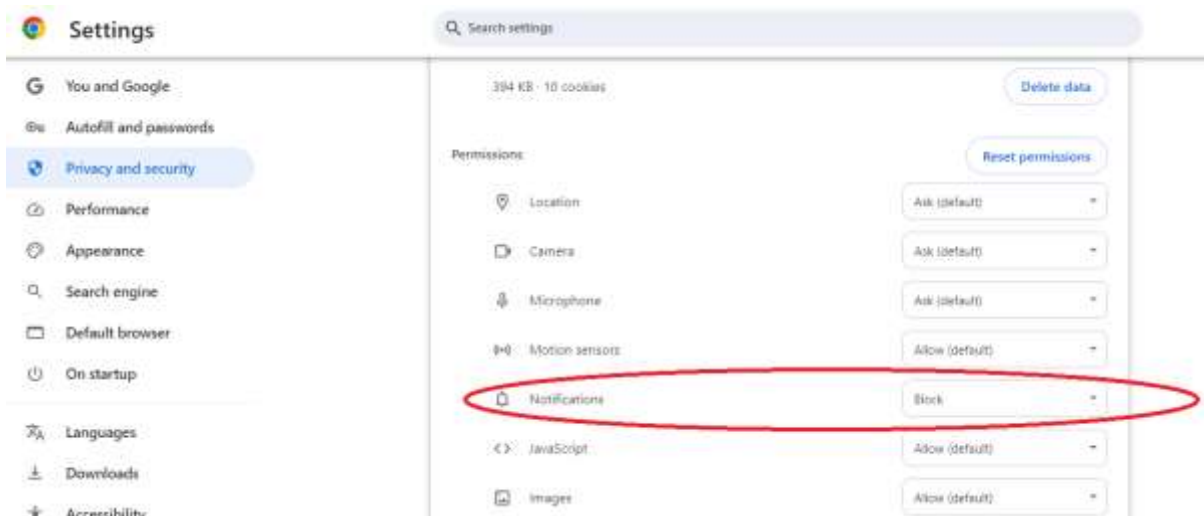 Settings
Search settings
You and Google
Autofill and passwords
Privacy and security
Performance
Appearance
Search engine
Default browser
On startup
Languages
Downloads
Accessibility
394 KB · 10 cookies
Delete data
Permissions
Reset permissions
Location
Ask (default)
Camera
Ask (default)
Microphone
Ask (default)
Motion sensors
Allow (default)
Notifications
Block
JavaScript
Allow (default)
Images
Allow (default)